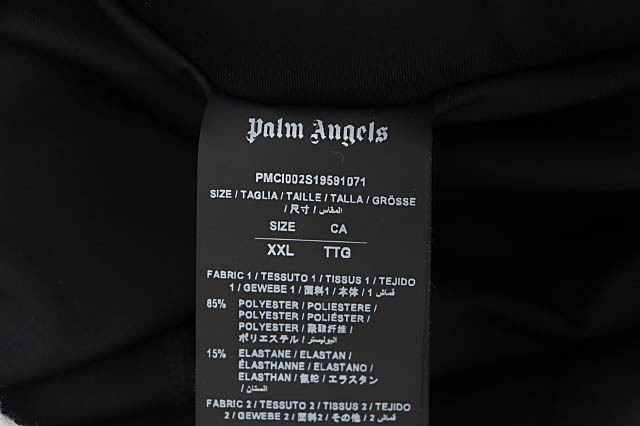 Palm Angels
PMCI002S19591071
SIZE / TAGLIA / TAILLE / TALLA / GRÖSSE
/ 尺寸 / المقاس /
SIZE CA
XXL TTG
FABRIC 1 / TESSUTO 1 / TISSUS 1 / TEJIDO
1 / GEWEBE 1 / 面料1 / 本体 / 1 قماش
85% POLYESTER / POLIESTERE /
POLYESTER / POLIÉSTER /
POLYESTER / 聚酯纤维 /
ポリエステル / البوليستر
15% ELASTANE / ELASTAN /
ÉLASTHANNE / ELASTANO /
ELASTHAN / 氨纶 / エラスタン
/ الستان
FABRIC 2 / TESSUTO 2 / TISSUS 2 / TEJIDO
2 / GEWEBE 2 / 面料2 / その他 / 2 قماش